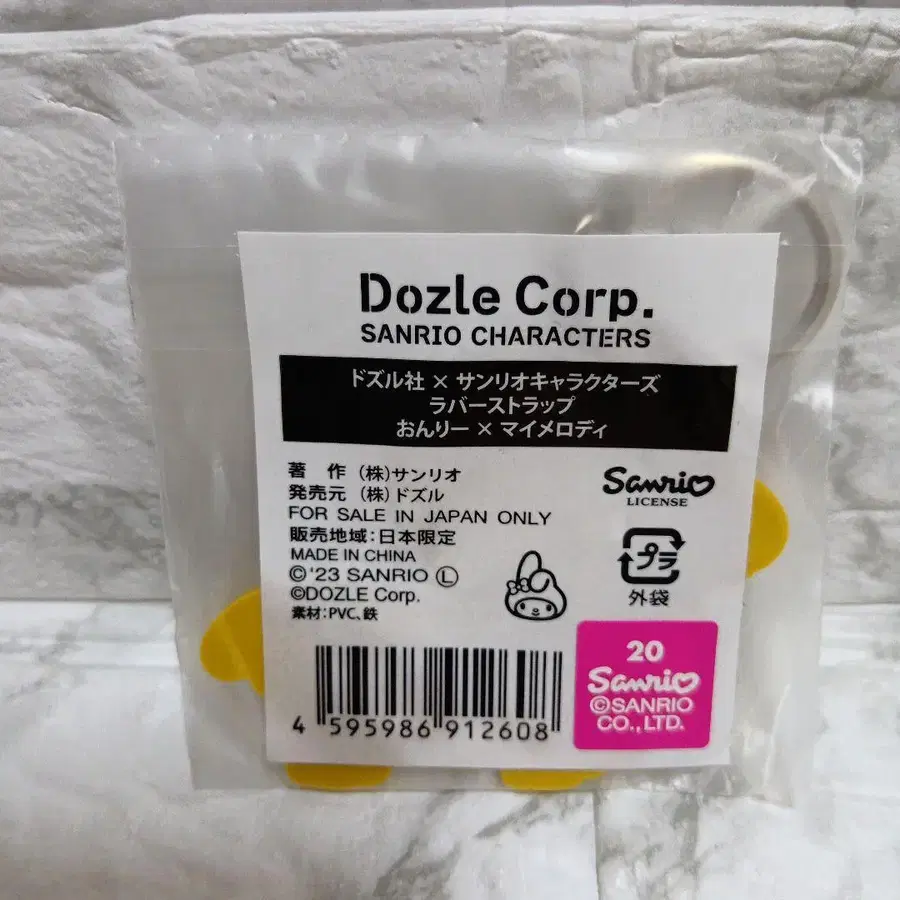 Dozle Corp.
SANRIO CHARACTERS
ドズル社 × サンリオキャラクターズ
ラバーストラップ
おんりー × マイメロディ
著　作 (株)サンリオ
発売元 (株)ドズル
FOR SALE IN JAPAN ONLY
販売地域:日本限定
MADE IN CHINA
©'23 SANRIO Ⓛ
©DOZLE Corp.
素材:PVC、鉄
Sanrio
LICENSE
プラ
外袋
4 595986 912608
20
Sanrio
©SANRIO
CO., LTD.